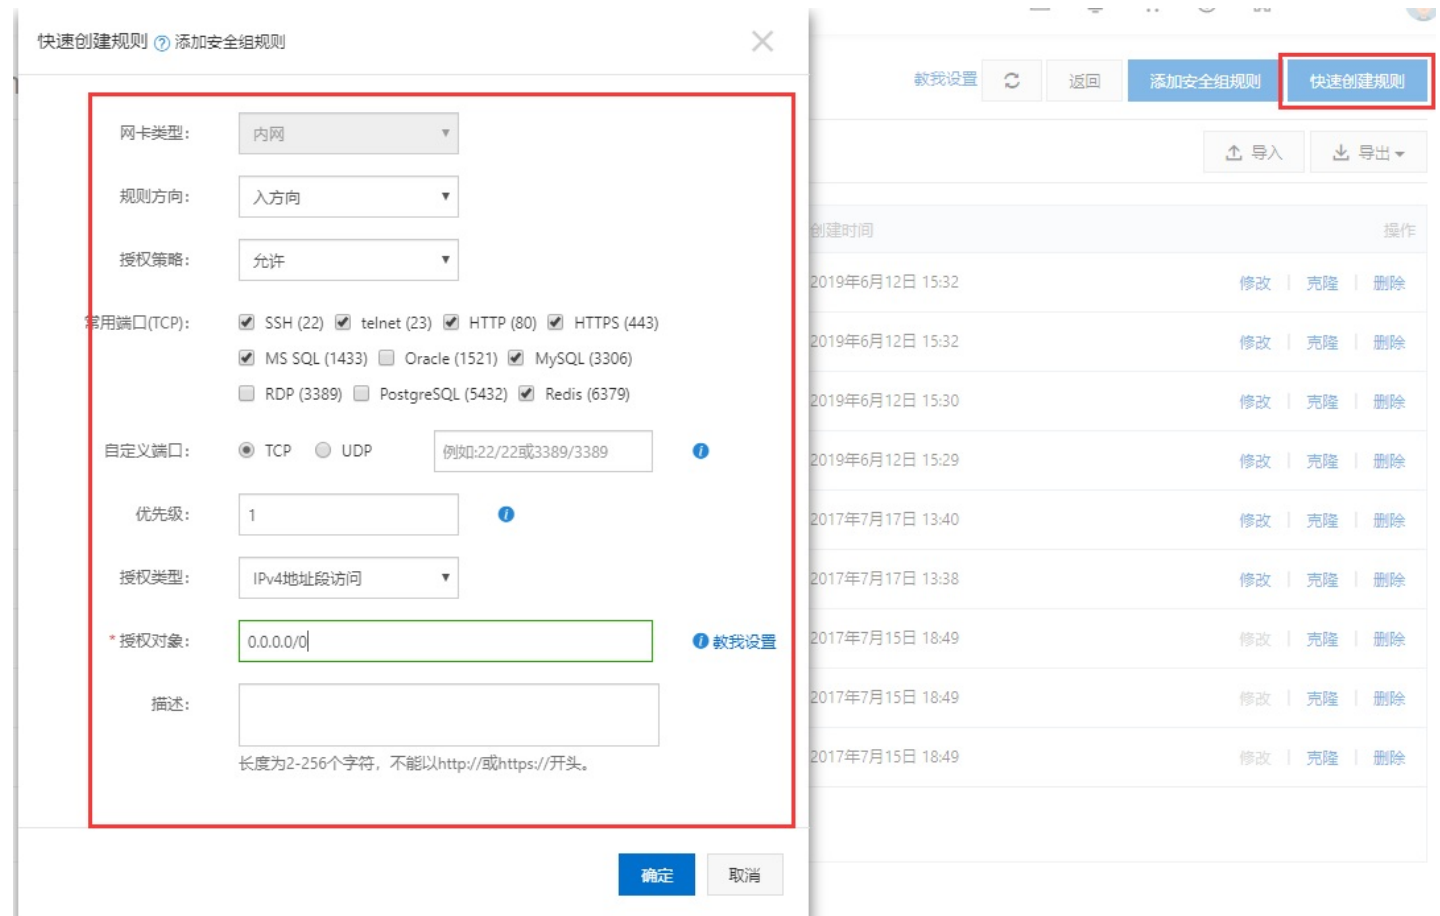 快速创建规则 ? 添加安全组规则
网卡类型: 内网
规则方向: 入方向
授权策略: 允许
常用端口(TCP): SSH (22) telnet (23) HTTP (80) HTTPS (443)
MS SQL (1433) Oracle (1521) MySQL (3306)
RDP (3389) PostgreSQL (5432) Redis (6379)
自定义端口: TCP UDP 例如:22/22或3389/3389
优先级: 1
授权类型: IPv4地址段访问
* 授权对象: 0.0.0.0/0 教我设置
描述:
长度为2-256个字符，不能以http://或https://开头。
确定 取消
教我设置 返回 添加安全组规则 快速创建规则
导入 导出
创建时间 操作
2019年6月12日 15:32 修改 克隆 删除
2019年6月12日 15:32 修改 克隆 删除
2019年6月12日 15:30 修改 克隆 删除
2019年6月12日 15:29 修改 克隆 删除
2017年7月17日 13:40 修改 克隆 删除
2017年7月17日 13:38 修改 克隆 删除
2017年7月15日 18:49 修改 克隆 删除
2017年7月15日 18:49 修改 克隆 删除
2017年7月15日 18:49 修改 克隆 删除